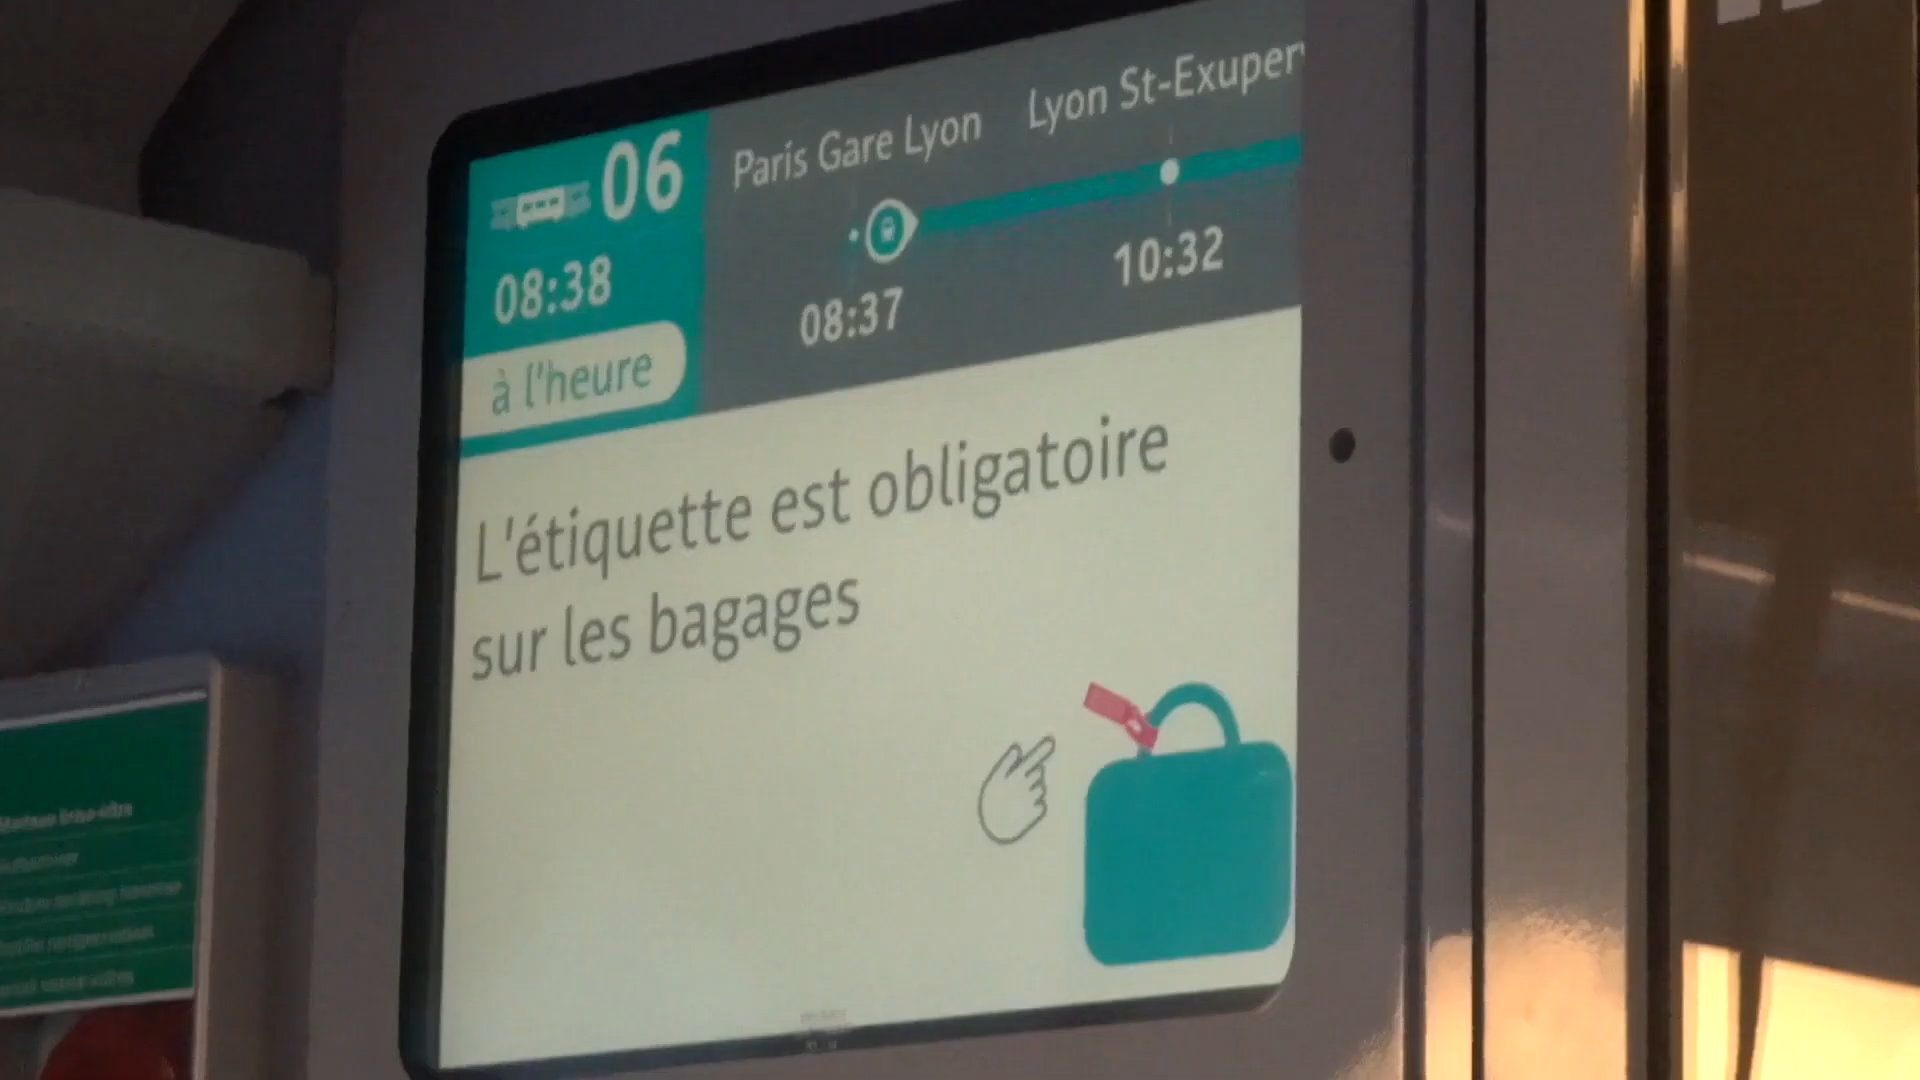 06
08:38
à l'heure
Paris Gare Lyon
08:37
Lyon St-Exupery
10:32
L'étiquette est obligatoire
sur les bagages